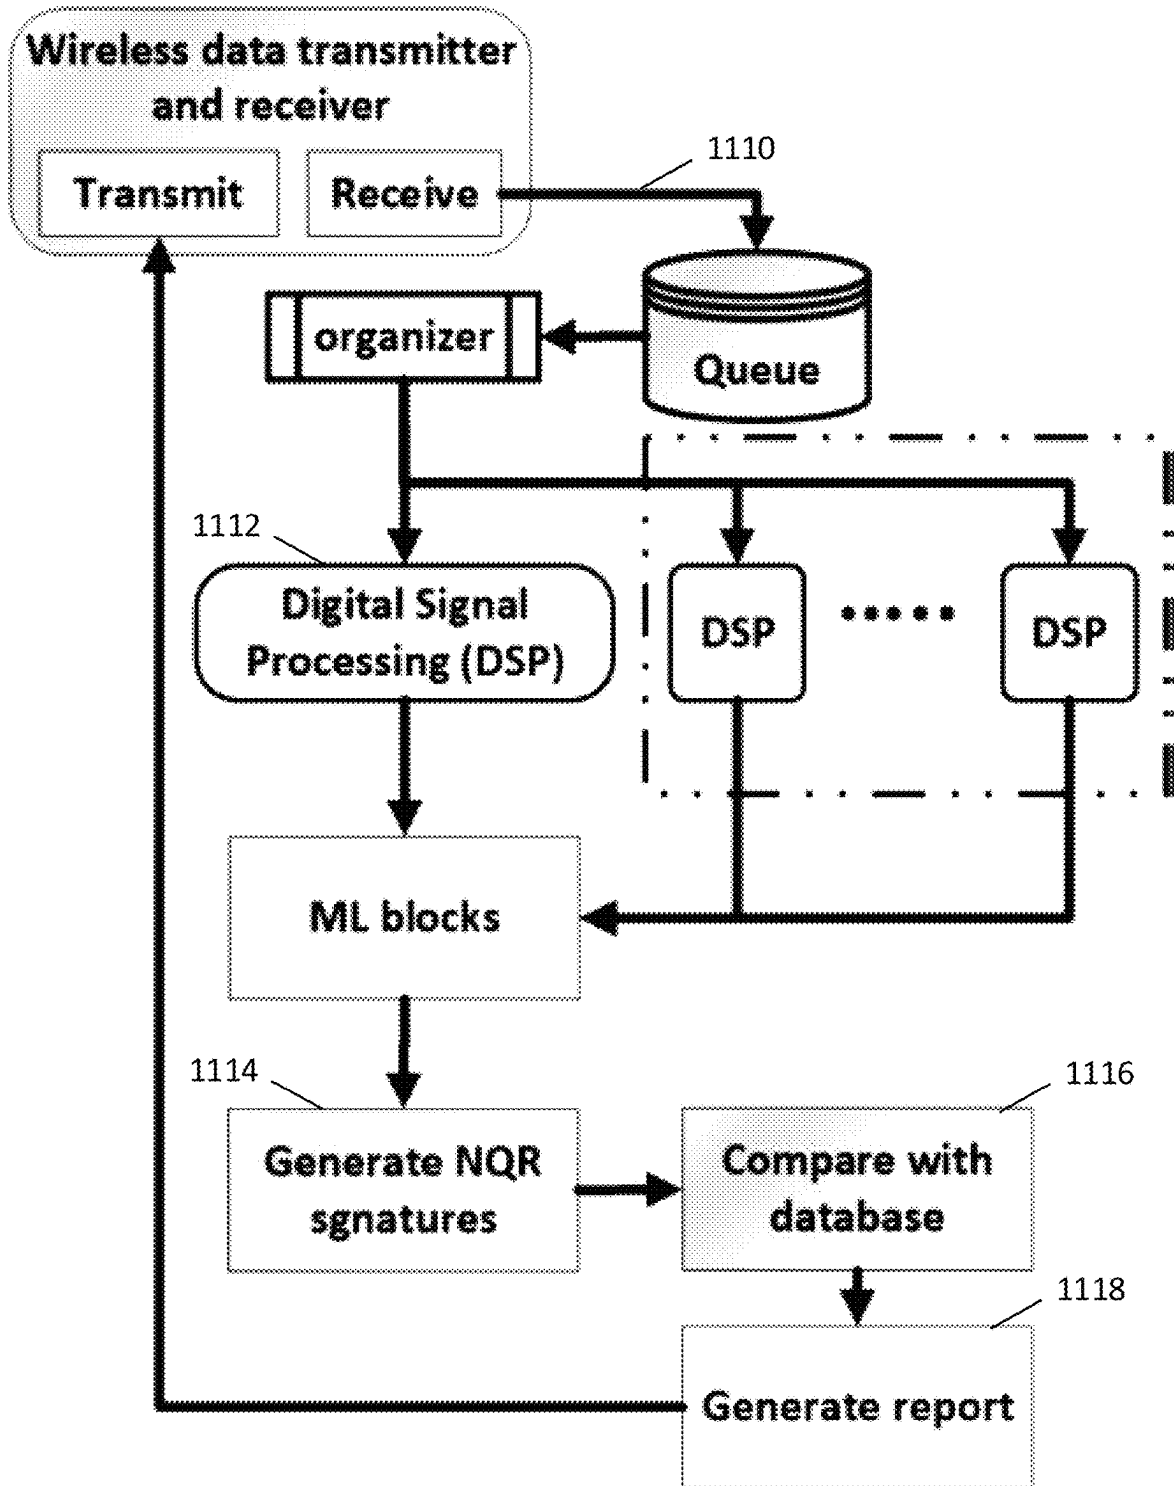 Wireless data transmitter
and receiver
Transmit
Receive
1110
organizer
Queue
1112
Digital Signal
Processing (DSP)
DSP
DSP
ML blocks
1114
Generate NQR
sgnatures
1116
Compare with
database
1118
Generate report